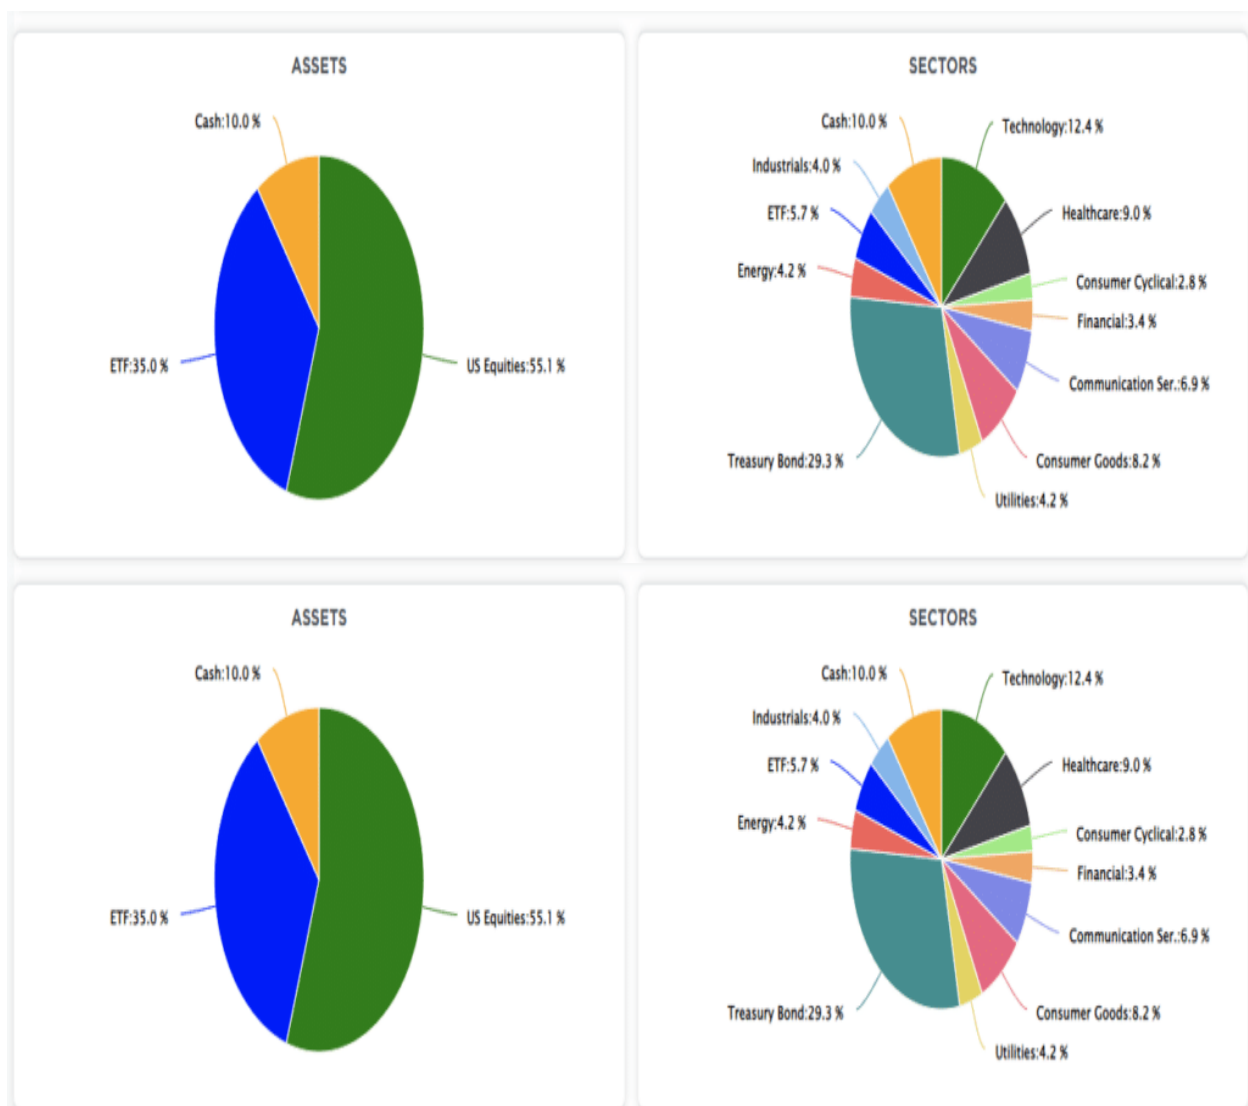 ASSETS
Cash:10.0 %
ETF:35.0 %
US Equities:55.1 %
SECTORS
Cash:10.0 %
Technology:12.4 %
Industrials:4.0 %
ETF:5.7 %
Healthcare:9.0 %
Energy:4.2 %
Consumer Cyclical:2.8 %
Financial:3.4 %
Communication Ser.:6.9 %
Treasury Bond:29.3 %
Consumer Goods:8.2 %
Utilities:4.2 %
ASSETS
Cash:10.0 %
ETF:35.0 %
US Equities:55.1 %
SECTORS
Cash:10.0 %
Technology:12.4 %
Industrials:4.0 %
ETF:5.7 %
Healthcare:9.0 %
Energy:4.2 %
Consumer Cyclical:2.8 %
Financial:3.4 %
Communication Ser.:6.9 %
Treasury Bond:29.3 %
Consumer Goods:8.2 %
Utilities:4.2 %